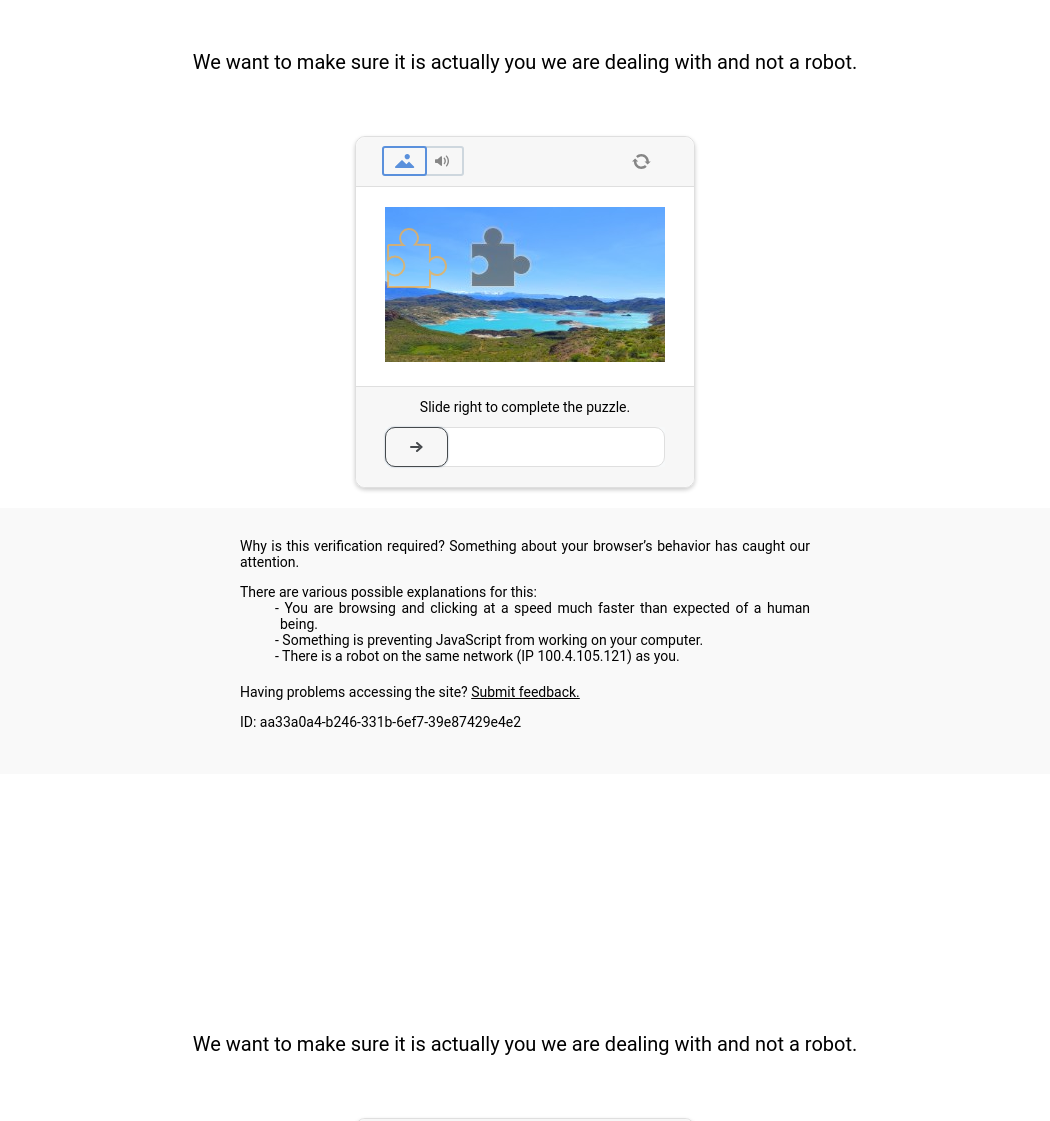 We want to make sure it is actually you we are dealing with and not a robot.
Slide right to complete the puzzle.
Why is this verification required? Something about your browser’s behavior has caught our
attention.
There are various possible explanations for this:
- You are browsing and clicking at a speed much faster than expected of a human
being.
- Something is preventing JavaScript from working on your computer.
- There is a robot on the same network (IP 100.4.105.121) as you.
Having problems accessing the site? Submit feedback.
ID: aa33a0a4-b246-331b-6ef7-39e87429e4e2
We want to make sure it is actually you we are dealing with and not a robot.